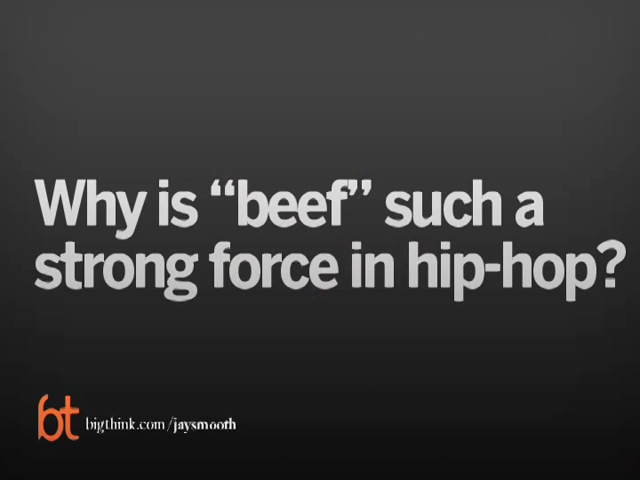 Why is “beef” such a
strong force in hip-hop?
bt bigthink.com/jaysmooth